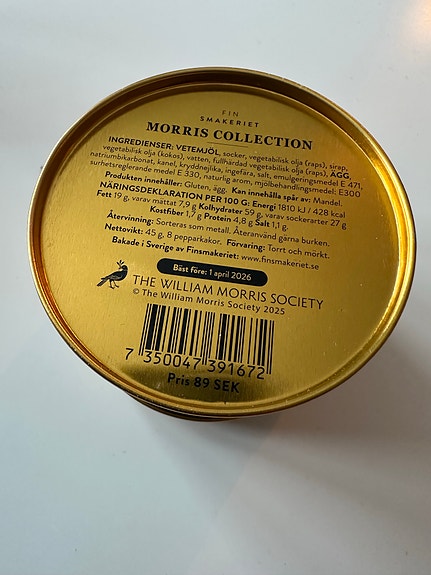 FIN
SMAKERIET
MORRIS COLLECTION
INGREDIENSER: VETEMJÖL, socker, vegetabilisk olja (raps), sirap,
vegetabilisk olja (kokos), vatten, fullhärdad vegetabilisk olja (raps), ÄGG,
natriumbikarbonat, kanel, kryddnejlika, ingefära, salt, emulgeringsmedel E 471,
surhetsreglerande medel E 330, naturlig arom, mjölbehandlingsmedel: E300
Produkten innehåller: Gluten, ägg. Kan innehålla spår av: Mandel.
NÄRINGSDEKLARATION PER 100 G: Energi 1810 kJ / 428 kcal
Fett 19 g, varav mättat 7,9 g Kolhydrater 59 g, varav sockerarter 27 g
Kostfiber 1,7 g Protein 4,8 g Salt 1,1 g.
Återvinning: Sorteras som metall. Återanvänd gärna burken.
Nettovikt: 45 g, 8 pepparkakor. Förvaring: Torrt och mörkt.
Bakade i Sverige av Finsmakeriet: www.finsmakeriet.se
Bäst före: 1 april 2026
THE WILLIAM MORRIS SOCIETY
© The William Morris Society 2025
7 350047 391672
Pris 89 SEK